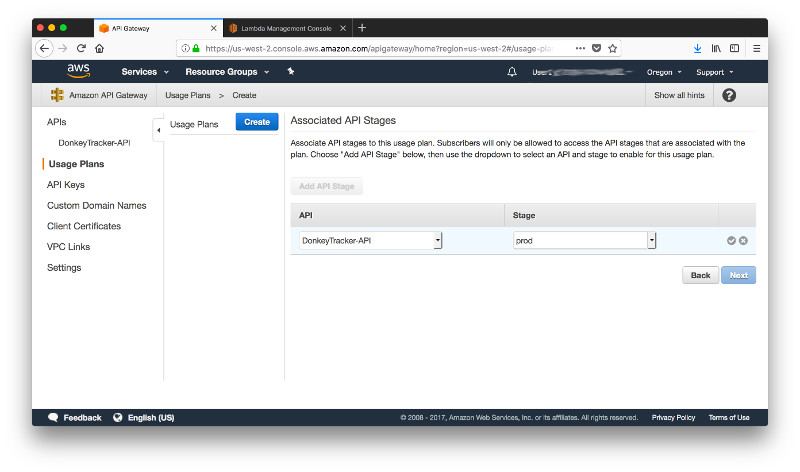 API Gateway
Lambda Management Console
https://us-west-2.console.aws.amazon.com/apigateway/home?region=us-west-2#/usage-plan
aws Services Resource Groups User: Oregon Support
Amazon API Gateway Usage Plans > Create Show all hints ?
APIs
DonkeyTracker-API
Usage Plans
API Keys
Custom Domain Names
Client Certificates
VPC Links
Settings
Usage Plans Create
Associated API Stages
Associate API stages to this usage plan. Subscribers will only be allowed to access the API stages that are associated with the
plan. Choose "Add API Stage" below, then use the dropdown to select an API and stage to enable for this usage plan.
Add API Stage
API Stage
DonkeyTracker-API prod
Back Next
Feedback English (US) © 2008 - 2017, Amazon Web Services, Inc. or its affiliates. All rights reserved. Privacy Policy Terms of Use